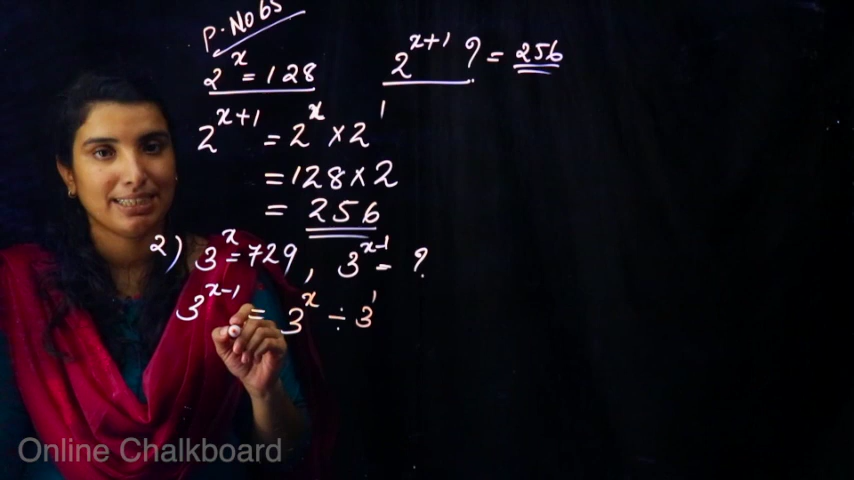 P.No 65
2^x = 128 2^{x+1} ? = 256
2^{x+1} = 2^x × 2^1
= 128 × 2
= 256
2) 3^x = 729, 3^{x-1} = ?
3^{x-1} = 3^x ÷ 3^1
Online Chalkboard